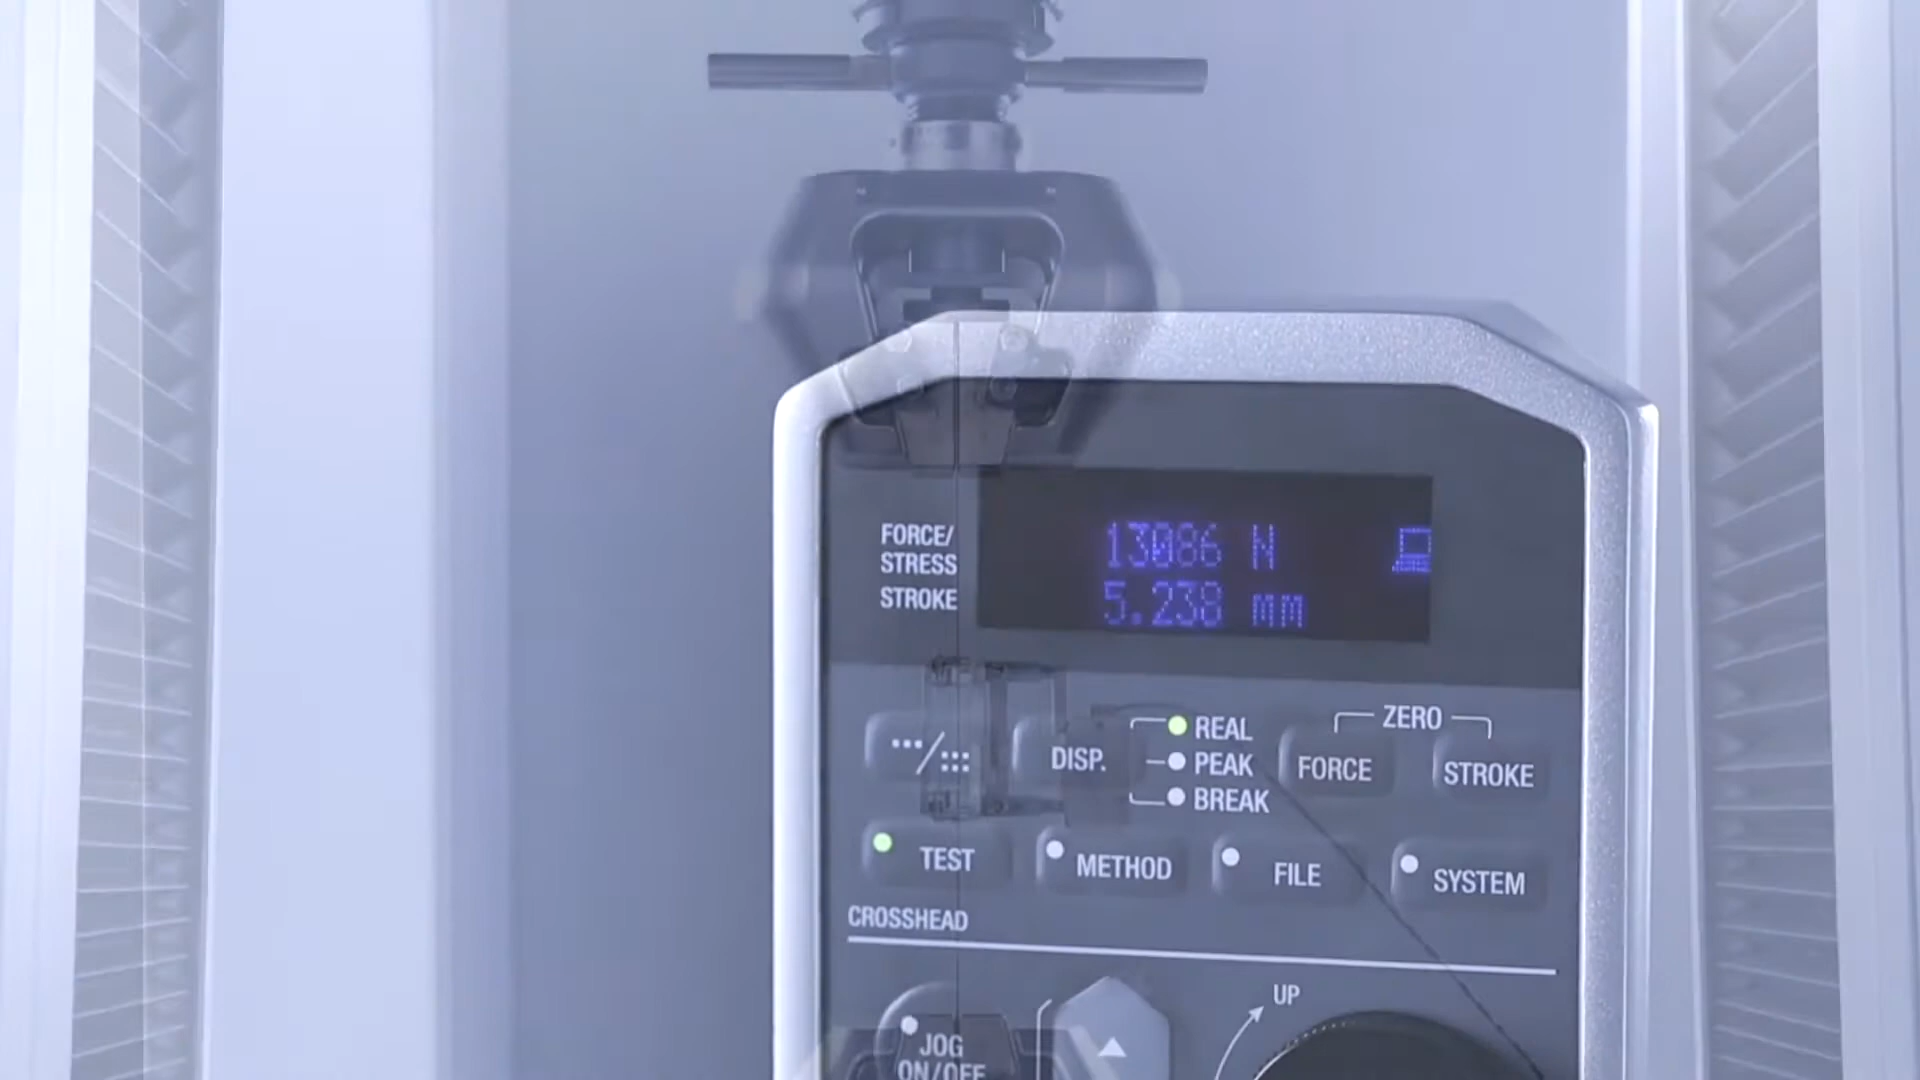 FORCE/
STRESS
STROKE
13086 N
5.238 mm
DISP.
REAL
PEAK
BREAK
ZERO
FORCE
STROKE
TEST
METHOD
FILE
SYSTEM
CROSSHEAD
JOG
ON/OFF
UP